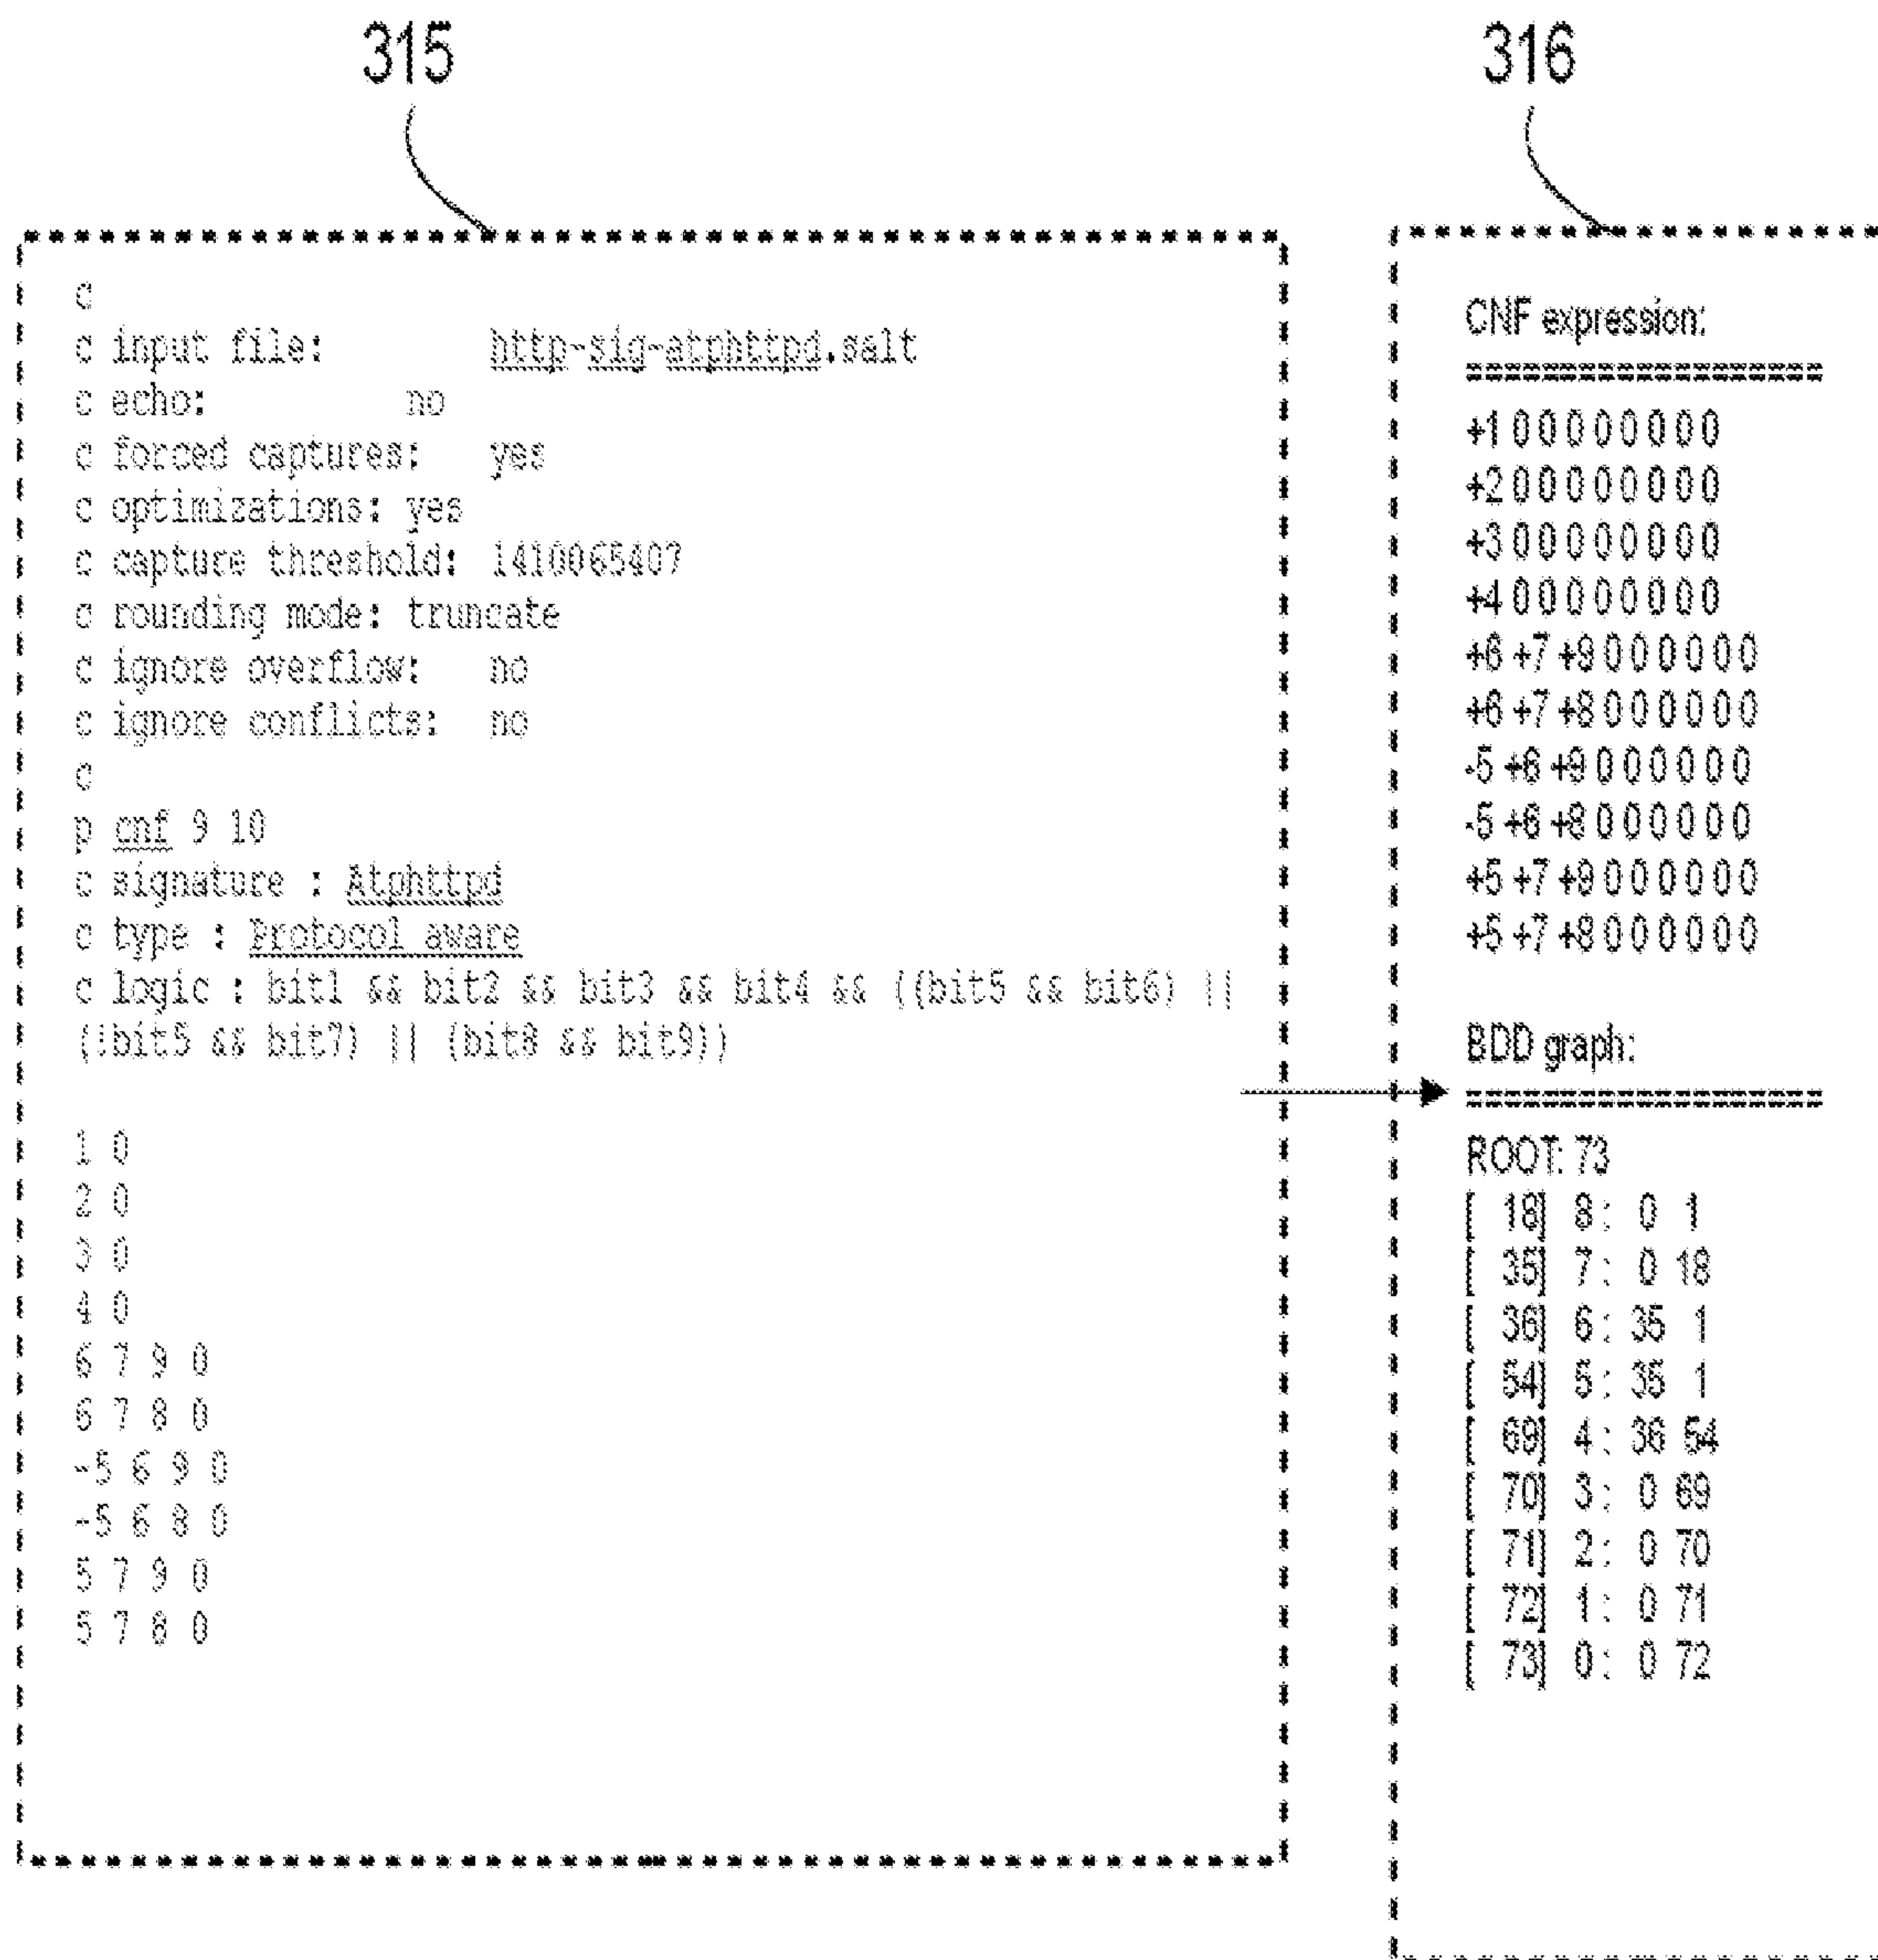 315
316
c
c input file: http-sig-atphttpd.salt
c echo: no
c forced captures: yes
c optimizations: yes
c capture threshold: 1410065407
c rounding mode: truncate
c ignore overflow: no
c ignore conflicts: no
c
p cnf 9 10
c signature : Atphttpd
c type : Protocol aware
c logic : bit1 && bit2 && bit3 && bit4 && ((bit5 && bit6) ||
(!bit5 && bit7) || (bit8 && bit9))
1 0
2 0
3 0
4 0
6 7 9 0
6 7 8 0
-5 6 9 0
-5 6 8 0
5 7 9 0
5 7 8 0
CNF expression:
===================
+1 0 0 0 0 0 0 0 0
+2 0 0 0 0 0 0 0 0
+3 0 0 0 0 0 0 0 0
+4 0 0 0 0 0 0 0 0
+6 +7 +9 0 0 0 0 0 0
+6 +7 +8 0 0 0 0 0 0
-5 +6 +9 0 0 0 0 0 0
-5 +6 +8 0 0 0 0 0 0
+5 +7 +9 0 0 0 0 0 0
+5 +7 +8 0 0 0 0 0 0
BDD graph:
===================
ROOT: 73
[ 18] 8: 0 1
[ 35] 7: 0 18
[ 36] 6: 35 1
[ 54] 5: 35 1
[ 69] 4: 36 54
[ 70] 3: 0 69
[ 71] 2: 0 70
[ 72] 1: 0 71
[ 73] 0: 0 72